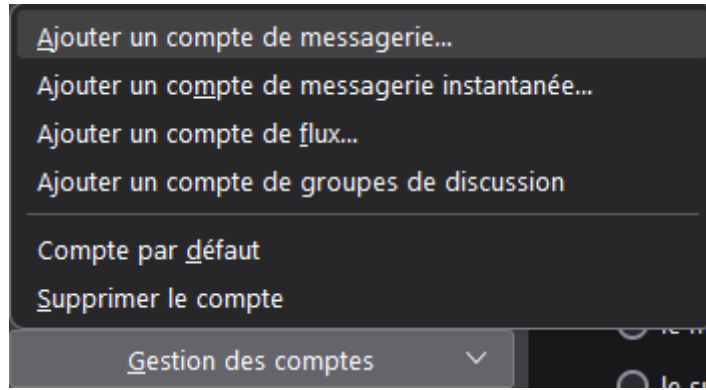 Ajouter un compte de messagerie...
Ajouter un compte de messagerie instantanée...
Ajouter un compte de flux...
Ajouter un compte de groupes de discussion
Compte par défaut
Supprimer le compte
Gestion des comptes